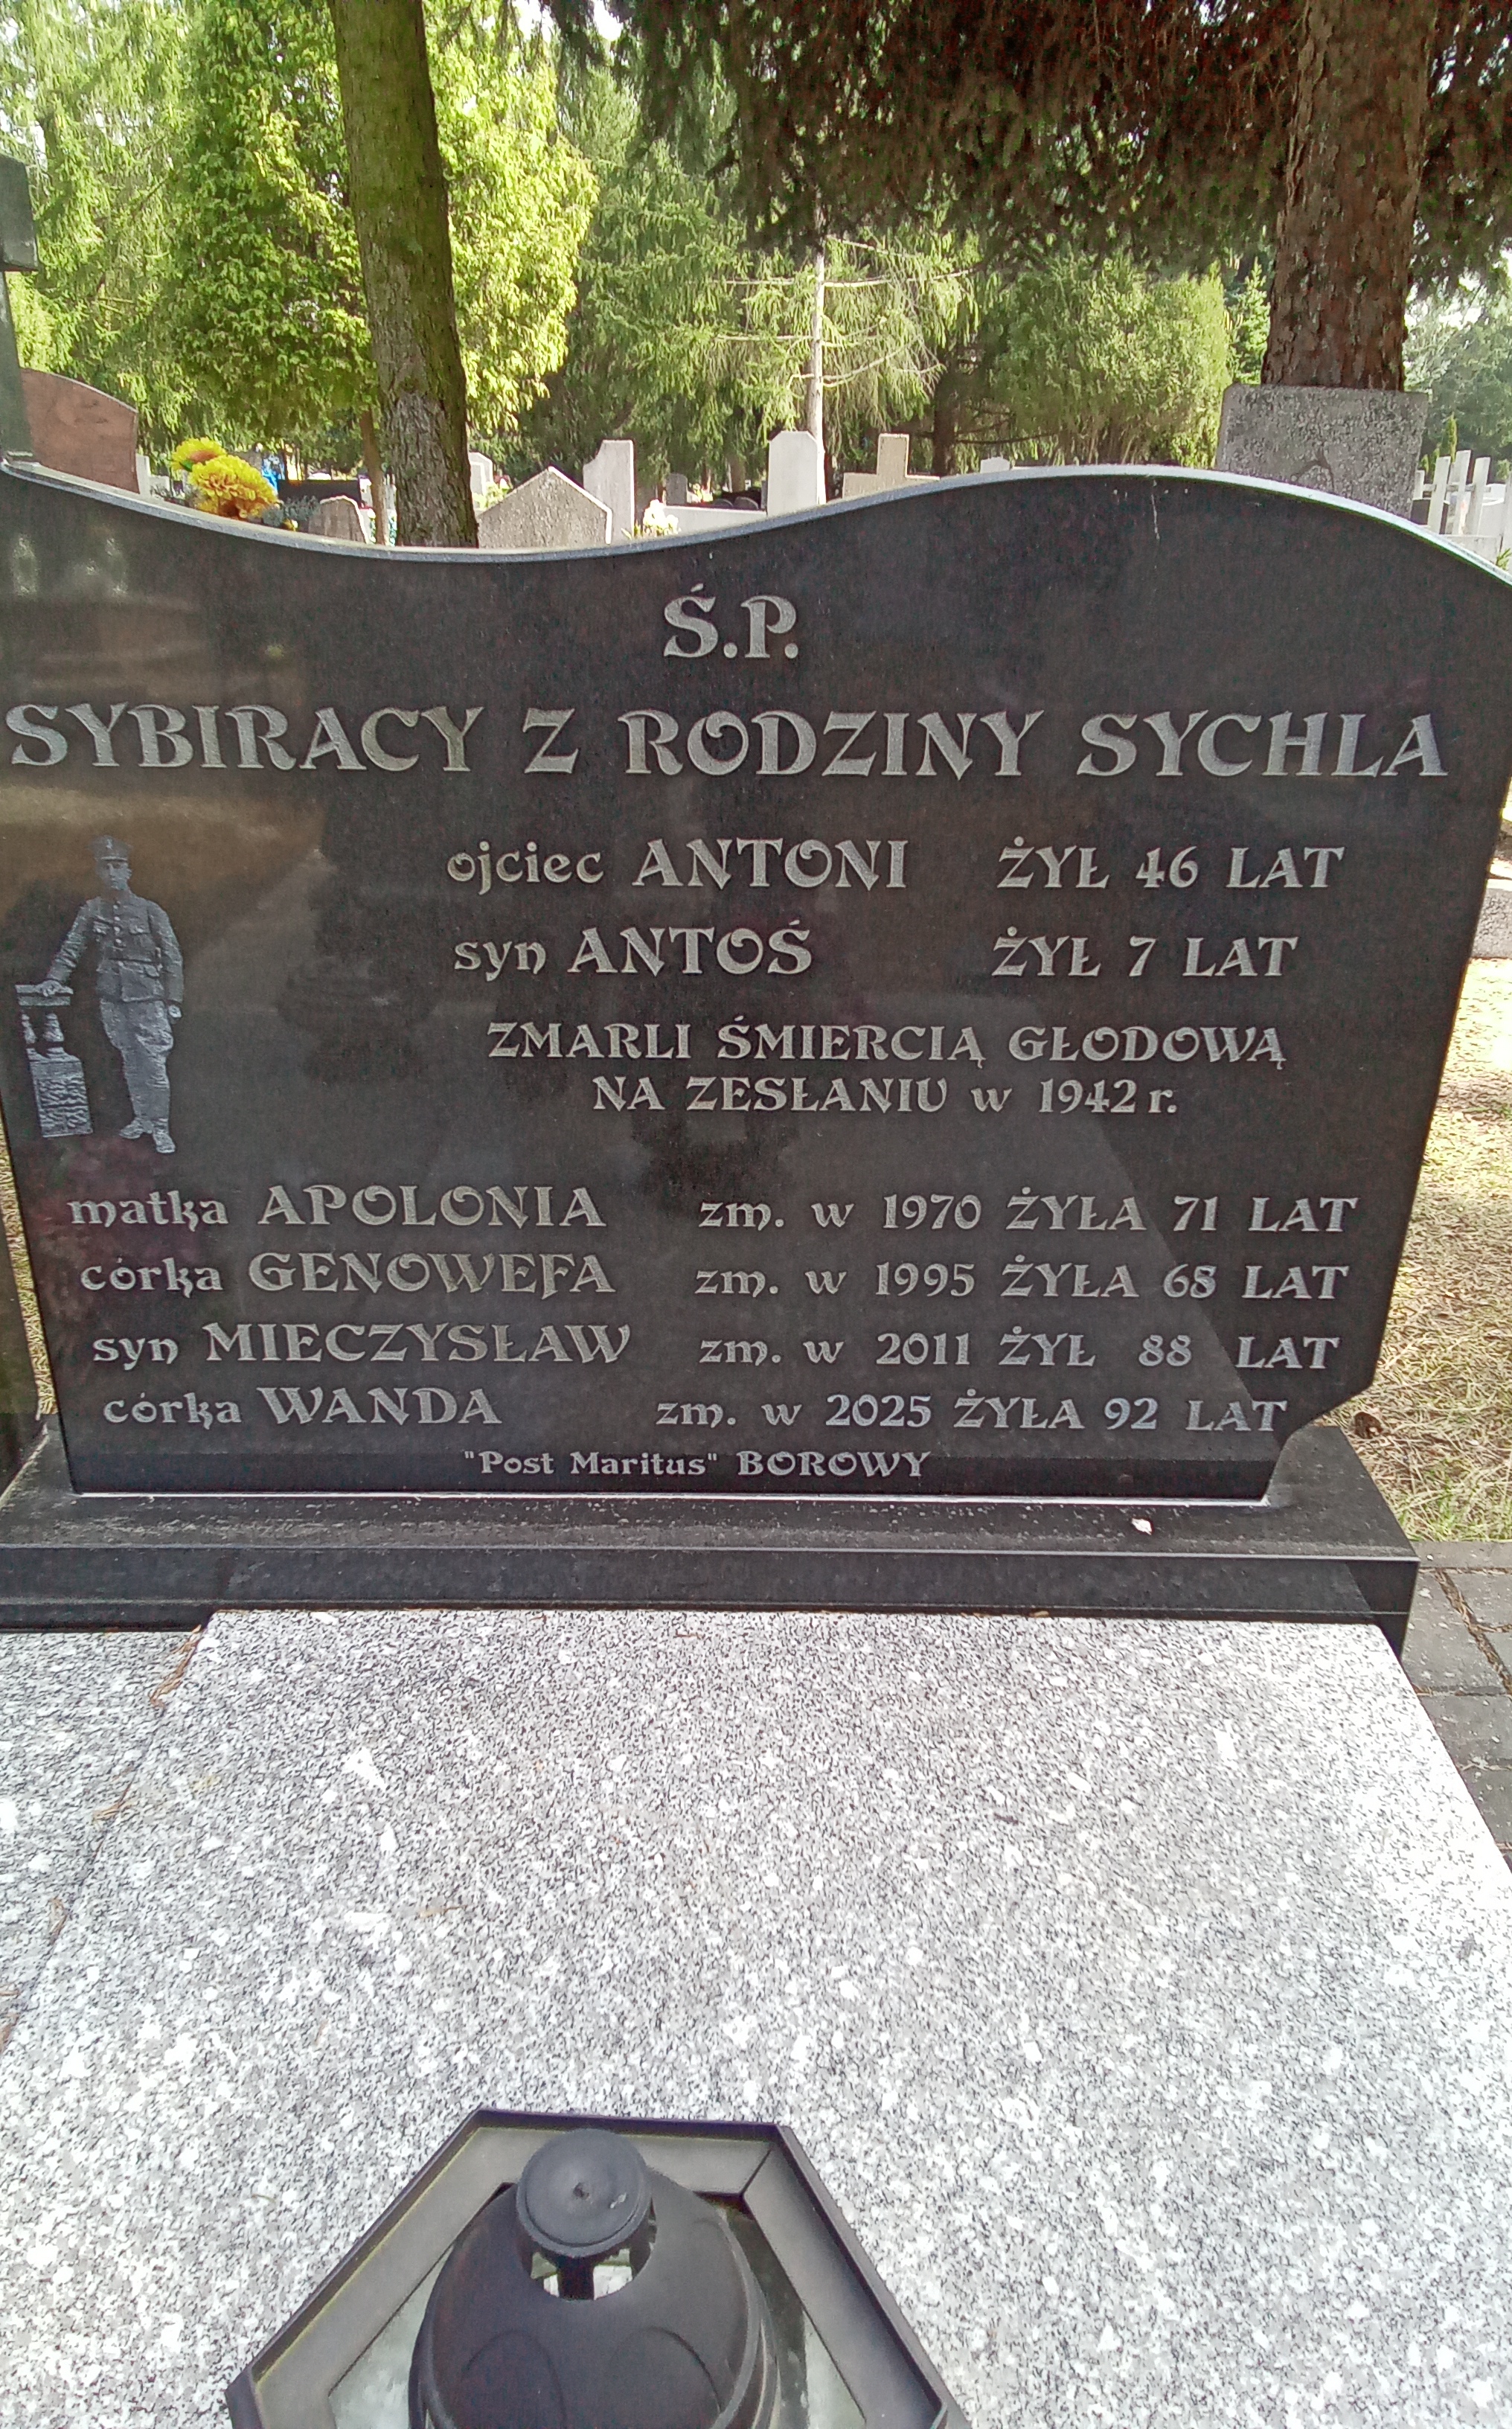 Ś.P.
SYBIRACY Z RODZINY SYCHLA
ojciec ANTONI ŻYŁ 46 LAT
syn ANTOŚ ŻYŁ 7 LAT
ZMARLI ŚMIERCIĄ GŁODOWĄ
NA ZESŁANIU w 1942 r.
matka APOLONIA zm. w 1970 ŻYŁA 71 LAT
córka GENOWEFA zm. w 1995 ŻYŁA 68 LAT
syn MIECZYSŁAW zm. w 2011 ŻYŁ 88 LAT
córka WANDA zm. w 2025 ŻYŁA 92 LAT
"Post Maritus" BOROWY